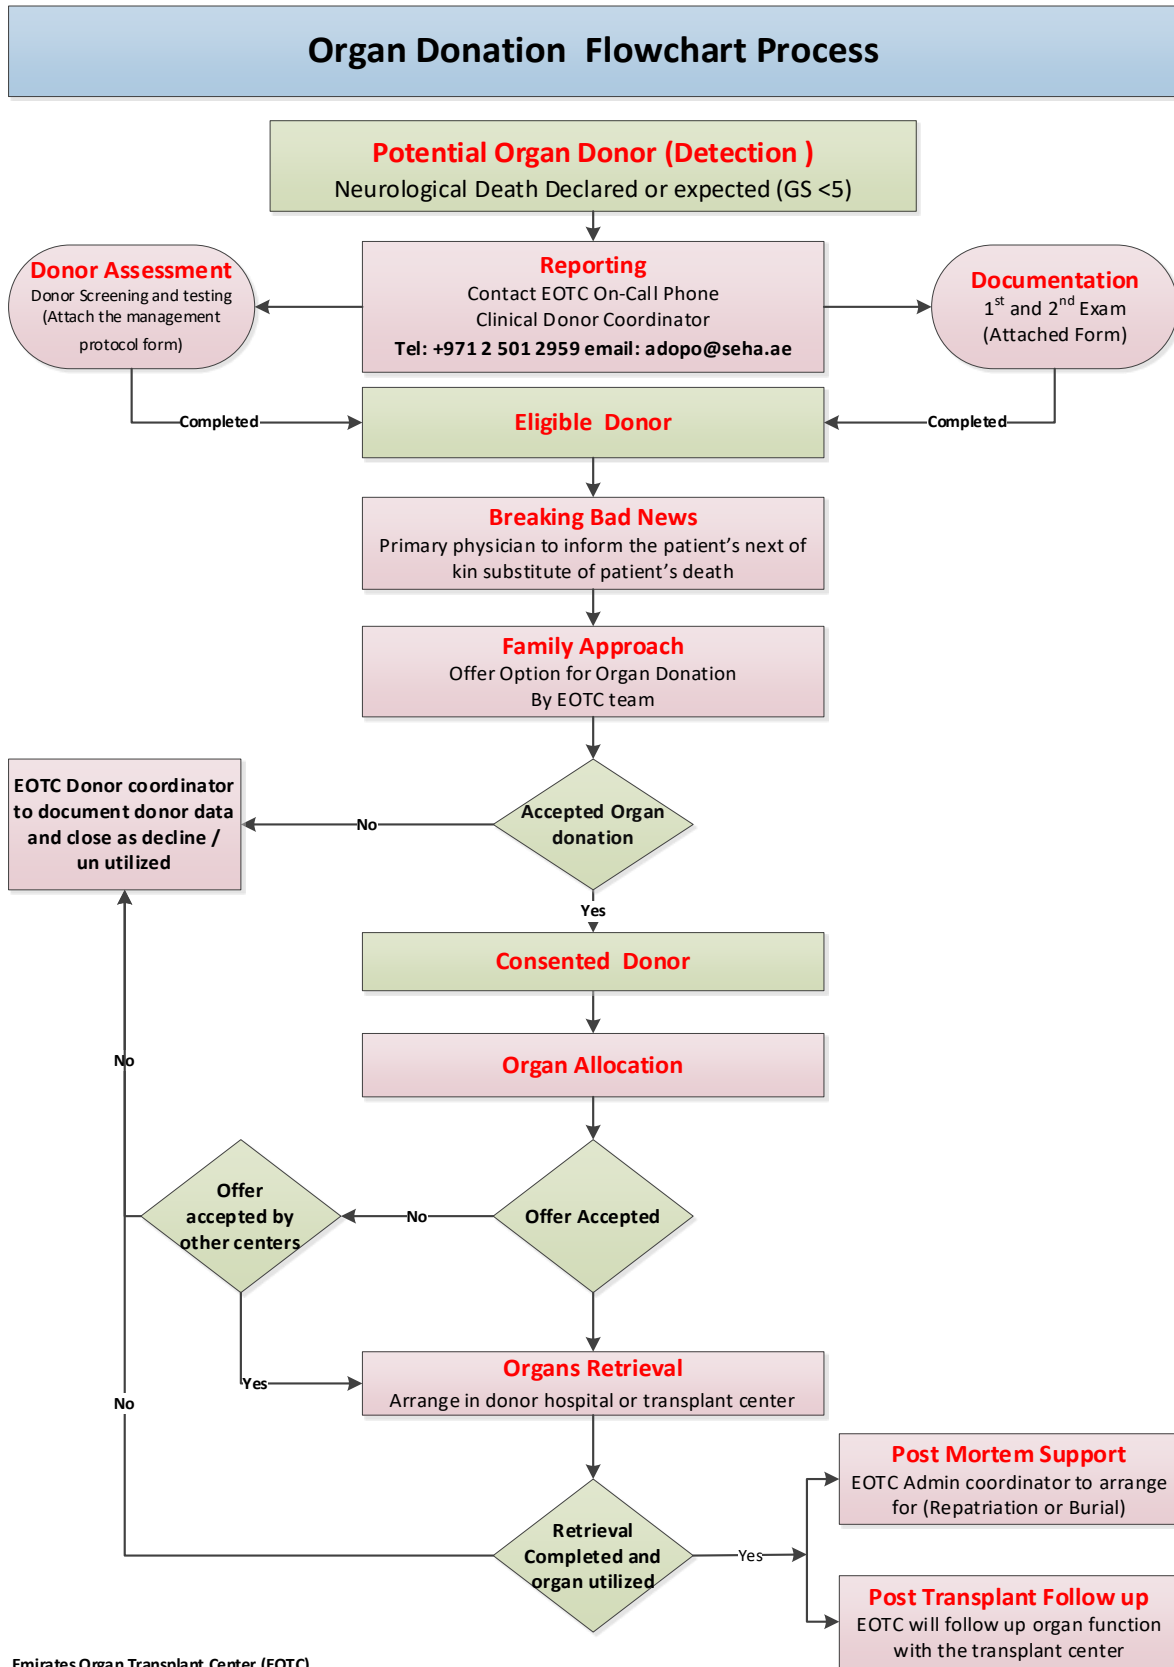 Organ Donation Flowchart Process
Potential Organ Donor (Detection )
Neurological Death Declared or expected (GS <5)
Donor Assessment
Donor Screening and testing
(Attach the management
protocol form)
Reporting
Contact EOTC On-Call Phone
Clinical Donor Coordinator
Tel: +971 2 501 2959 email: adopo@seha.ae
Documentation
1st and 2nd Exam
(Attached Form)
Completed
Eligible Donor
Completed
Breaking Bad News
Primary physician to inform the patient's next of
kin substitute of patient's death
Family Approach
Offer Option for Organ Donation
By EOTC team
EOTC Donor coordinator
to document donor data
and close as decline /
un utilized
No
Accepted Organ
donation
Yes
Consented Donor
No
Organ Allocation
Offer
accepted by
other centers
No
Offer Accepted
Yes
Organs Retrieval
Arrange in donor hospital or transplant center
No
Retrieval
Completed and
organ utilized
Yes
Post Mortem Support
EOTC Admin coordinator to arrange
for (Repatriation or Burial)
Post Transplant Follow up
EOTC will follow up organ function
with the transplant center
Emirates Organ Transplant Center (EOTC)